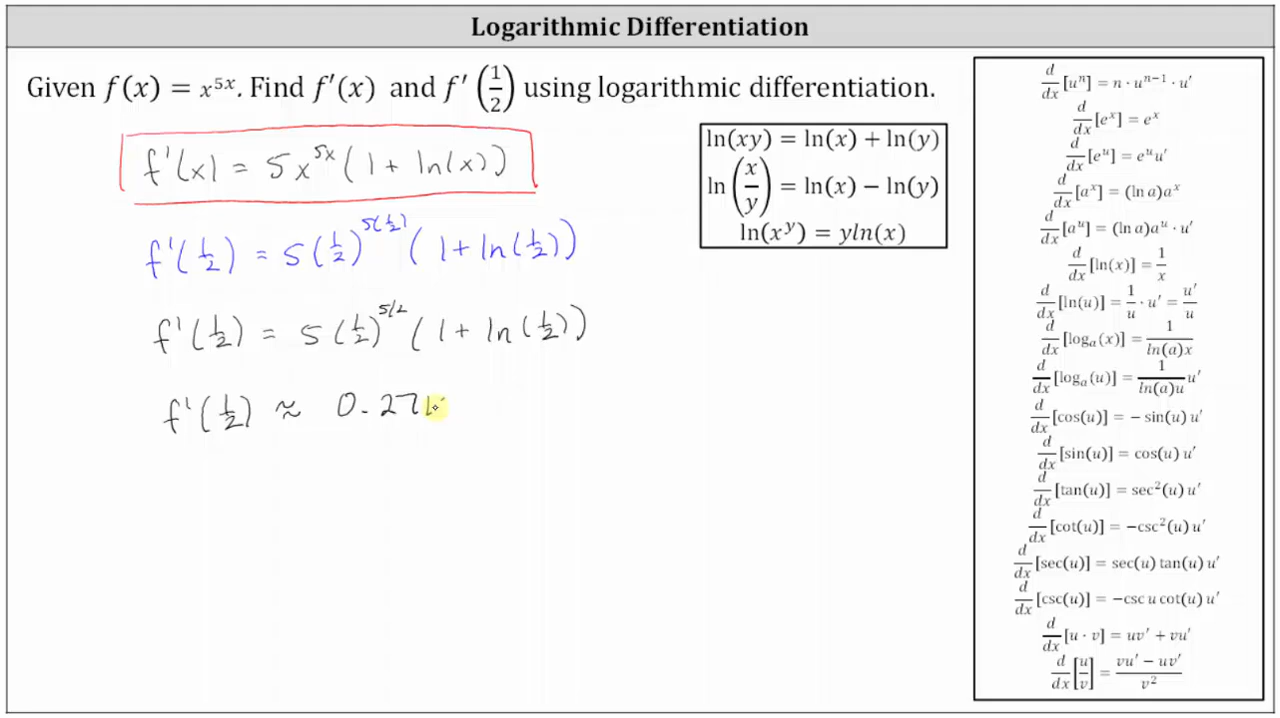 Logarithmic Differentiation
Given f(x) = x^{5x}. Find f′(x) and f′(1/2) using logarithmic differentiation.
f'(x) = 5x^{5x}(1 + ln(x))
f'(1/2) = 5(1/2)^{5(1/2)}(1 + ln(1/2))
f'(1/2) = 5(1/2)^{5/2}(1 + ln(1/2))
f'(1/2) ≈ 0.27
ln(xy) = ln(x) + ln(y)
ln(x/y) = ln(x) − ln(y)
ln(x^y) = yln(x)
d/dx[u^n] = n · u^{n−1} · u′
d/dx[e^x] = e^x
d/dx[e^u] = e^u u′
d/dx[a^x] = (ln a)a^x
d/dx[a^u] = (ln a)a^u · u′
d/dx[ln(x)] = 1/x
d/dx[ln(u)] = 1/u · u′ = u′/u
d/dx[log_a(x)] = 1/ln(a)x
d/dx[log_a(u)] = 1/ln(a)u u′
d/dx[cos(u)] = − sin(u) u′
d/dx[sin(u)] = cos(u) u′
d/dx[tan(u)] = sec²(u) u′
d/dx[cot(u)] = −csc²(u) u′
d/dx[sec(u)] = sec(u) tan(u) u′
d/dx[csc(u)] = −csc u cot(u) u′
d/dx[u · v] = uv′ + vu′
d/dx[u/v] = vu′ − uv′/v²